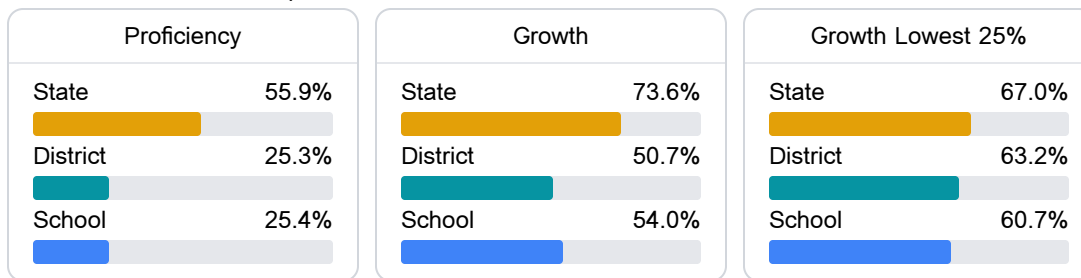 Proficiency
State 55.9%
District 25.3%
School 25.4%
Growth
State 73.6%
District 50.7%
School 54.0%
Growth Lowest 25%
State 67.0%
District 63.2%
School 60.7%